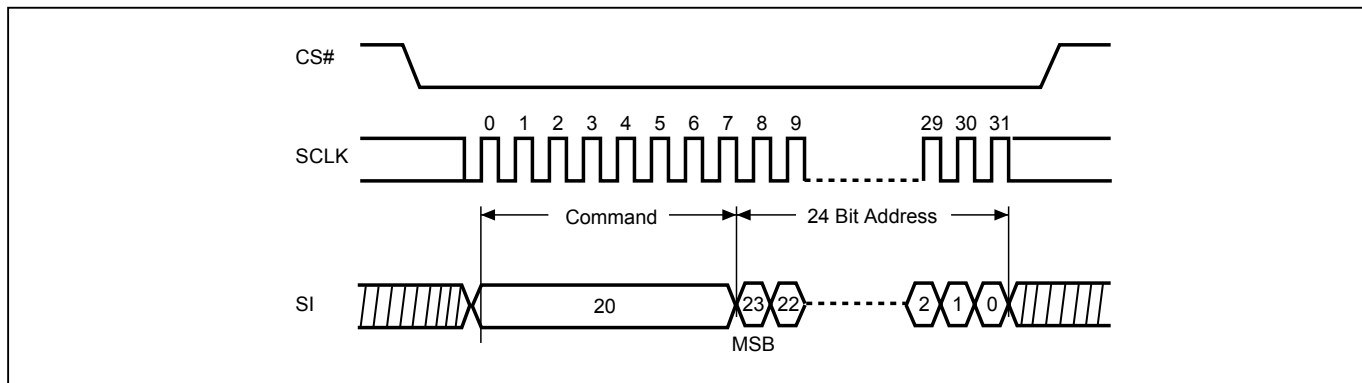 CS#
0 1 2 3 4 5 6 7 8 9 29 30 31
SCLK
Command 24 Bit Address
SI 20 23 22 2 1 0
MSB